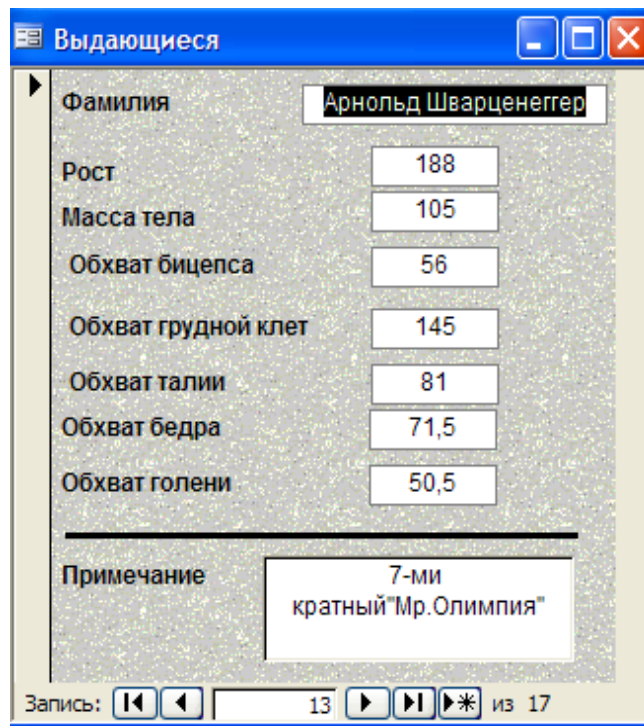 Выдающиеся
Фамилия Арнольд Шварценеггер
Рост 188
Масса тела 105
Обхват бицепса 56
Обхват грудной клет 145
Обхват талии 81
Обхват бедра 71,5
Обхват голени 50,5
Примечание 7-ми
кратный"Мр.Олимпия"
Запись: 13 из 17